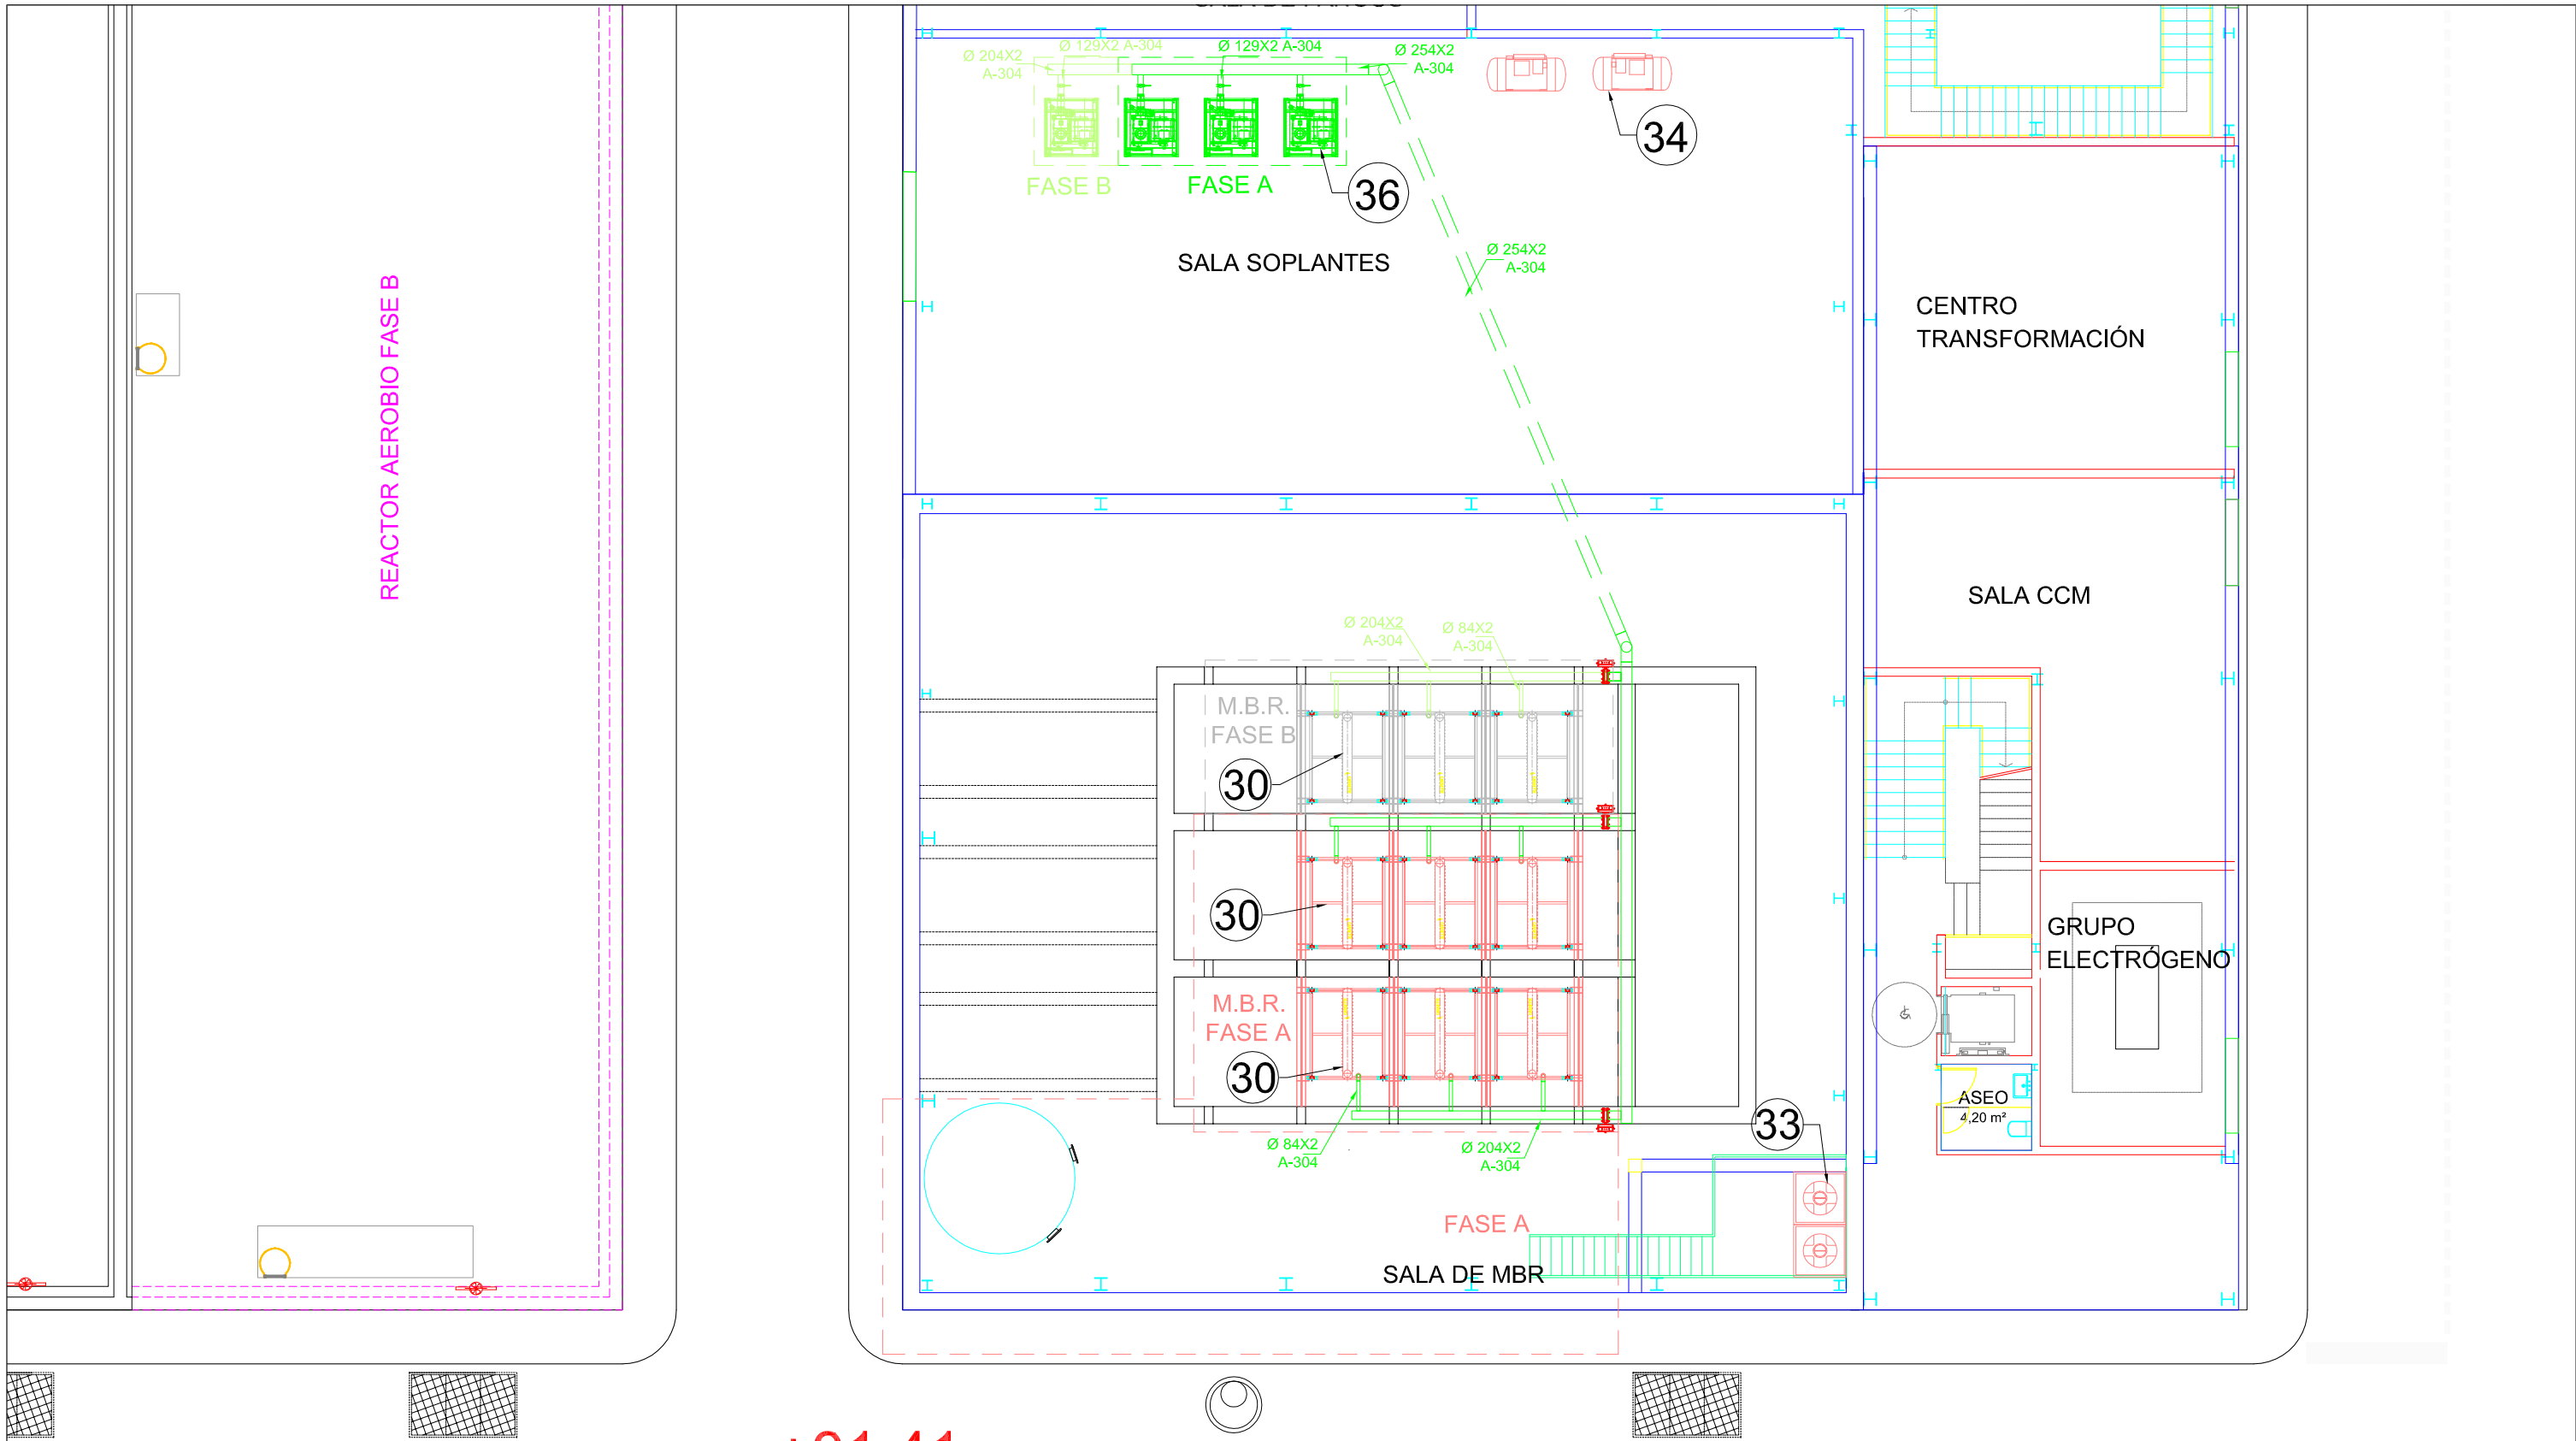 Ø 204X2
A-304
Ø 129X2 A-304
Ø 129X2 A-304
Ø 254X2
A-304
34
FASE B
FASE A
36
SALA SOPLANTES
Ø 254X2
A-304
REACTOR AEROBIO FASE B
CENTRO
TRANSFORMACIÓN
SALA CCM
Ø 204X2
A-304
Ø 84X2
A-304
M.B.R.
FASE B
30
30
GRUPO
ELECTRÓGENO
M.B.R.
FASE A
30
ASEO
4,20 m²
33
Ø 84X2
A-304
Ø 204X2
A-304
FASE A
SALA DE MBR